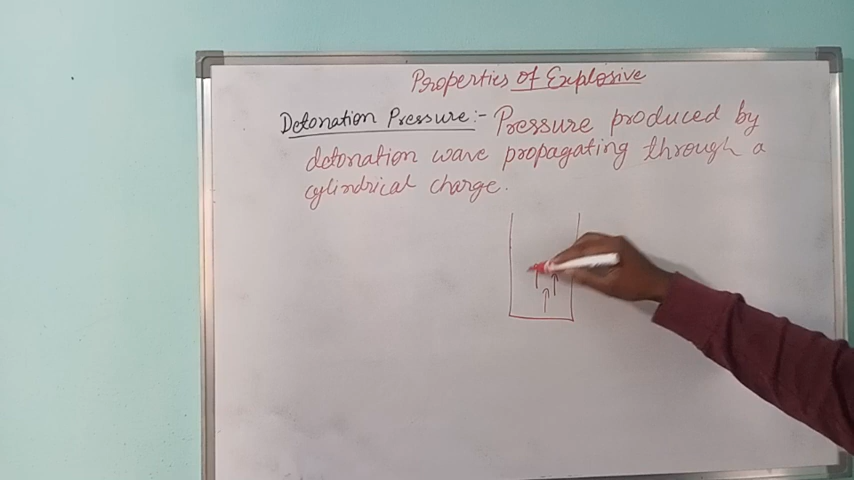 Properties of Explosive
Detonation Pressure:- Pressure produced by
detonation wave propagating through a
cylindrical charge.